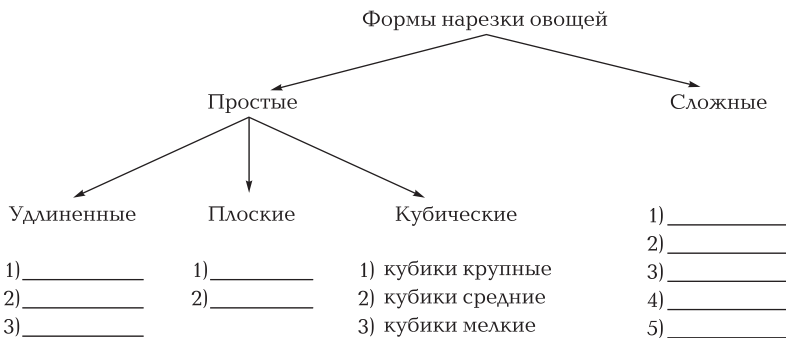 Формы нарезки овощей
Простые Сложные
Удлиненные Плоские Кубические
1)
2)
3)
1)
2)
1) кубики крупные
2) кубики средние
3) кубики мелкие
1)
2)
3)
4)
5)